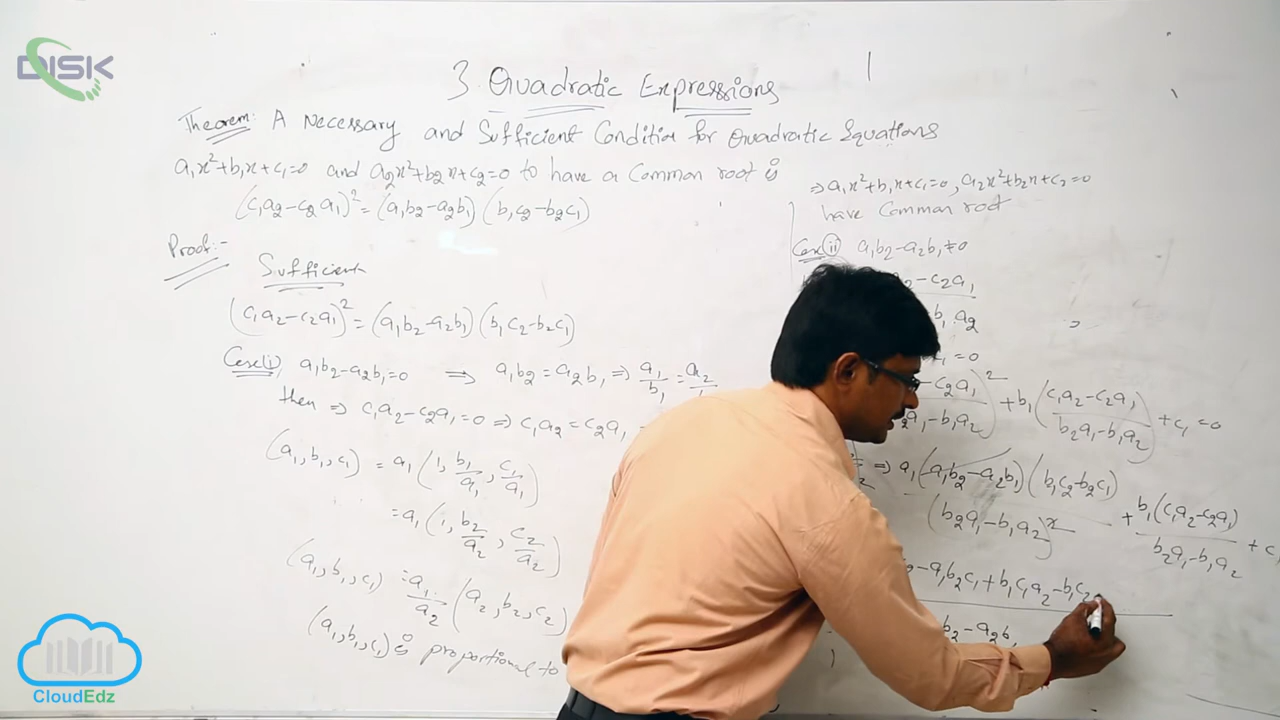 DISK
3. Quadratic Expressions
Theorem: A Necessary and Sufficient Condition for Quadratic Equations
a₁x²+b₁x+c₁=0 and a₂x²+b₂x+c₂=0 to have a Common root is
(c₁a₂-c₂a₁)²=(a₁b₂-a₂b₁)(b₁c₂-b₂c₁)
Proof:-
Sufficient
(c₁a₂-c₂a₁)²=(a₁b₂-a₂b₁)(b₁c₂-b₂c₁)
Case(i) a₁b₂-a₂b₁=0 ⇒ a₁b₂=a₂b₁ ⇒ a₁/b₁=a₂/
then ⇒ c₁a₂-c₂a₁=0 ⇒ c₁a₂=c₂a₁
(a₁,b₁,c₁) = a₁(1, b₁/a₁, c₁/a₁)
=a₁(1, b₂/a₂, c₂/a₂)
(a₁,b₁,c₁) = a₁/a₂ (a₂,b₂,c₂)
(a₁,b₁,c₁) is proportional to
⇒a₁x²+b₁x+c₁=0, a₂x²+b₂x+c₂=0
have Common root
Case(ii) a₁b₂-a₂b₁≠0
-c₂a₁
b₁a₂
=0
-c₂a₁)²/a₁-b₁a₂) + b₁(c₁a₂-c₂a₁/b₂a₁-b₁a₂) + c₁=0
⇒ a₁(a₁b₂-a₂b₁)(b₁c₂-b₂c₁)/(b₂a₁-b₁a₂)² + b₁(c₁a₂-c₂a₁)/b₂a₁-b₁a₂ + c
-a₁b₂c₁+b₁c₁a₂-b₁c₂
b₂-a₂b₁
CloudEdz